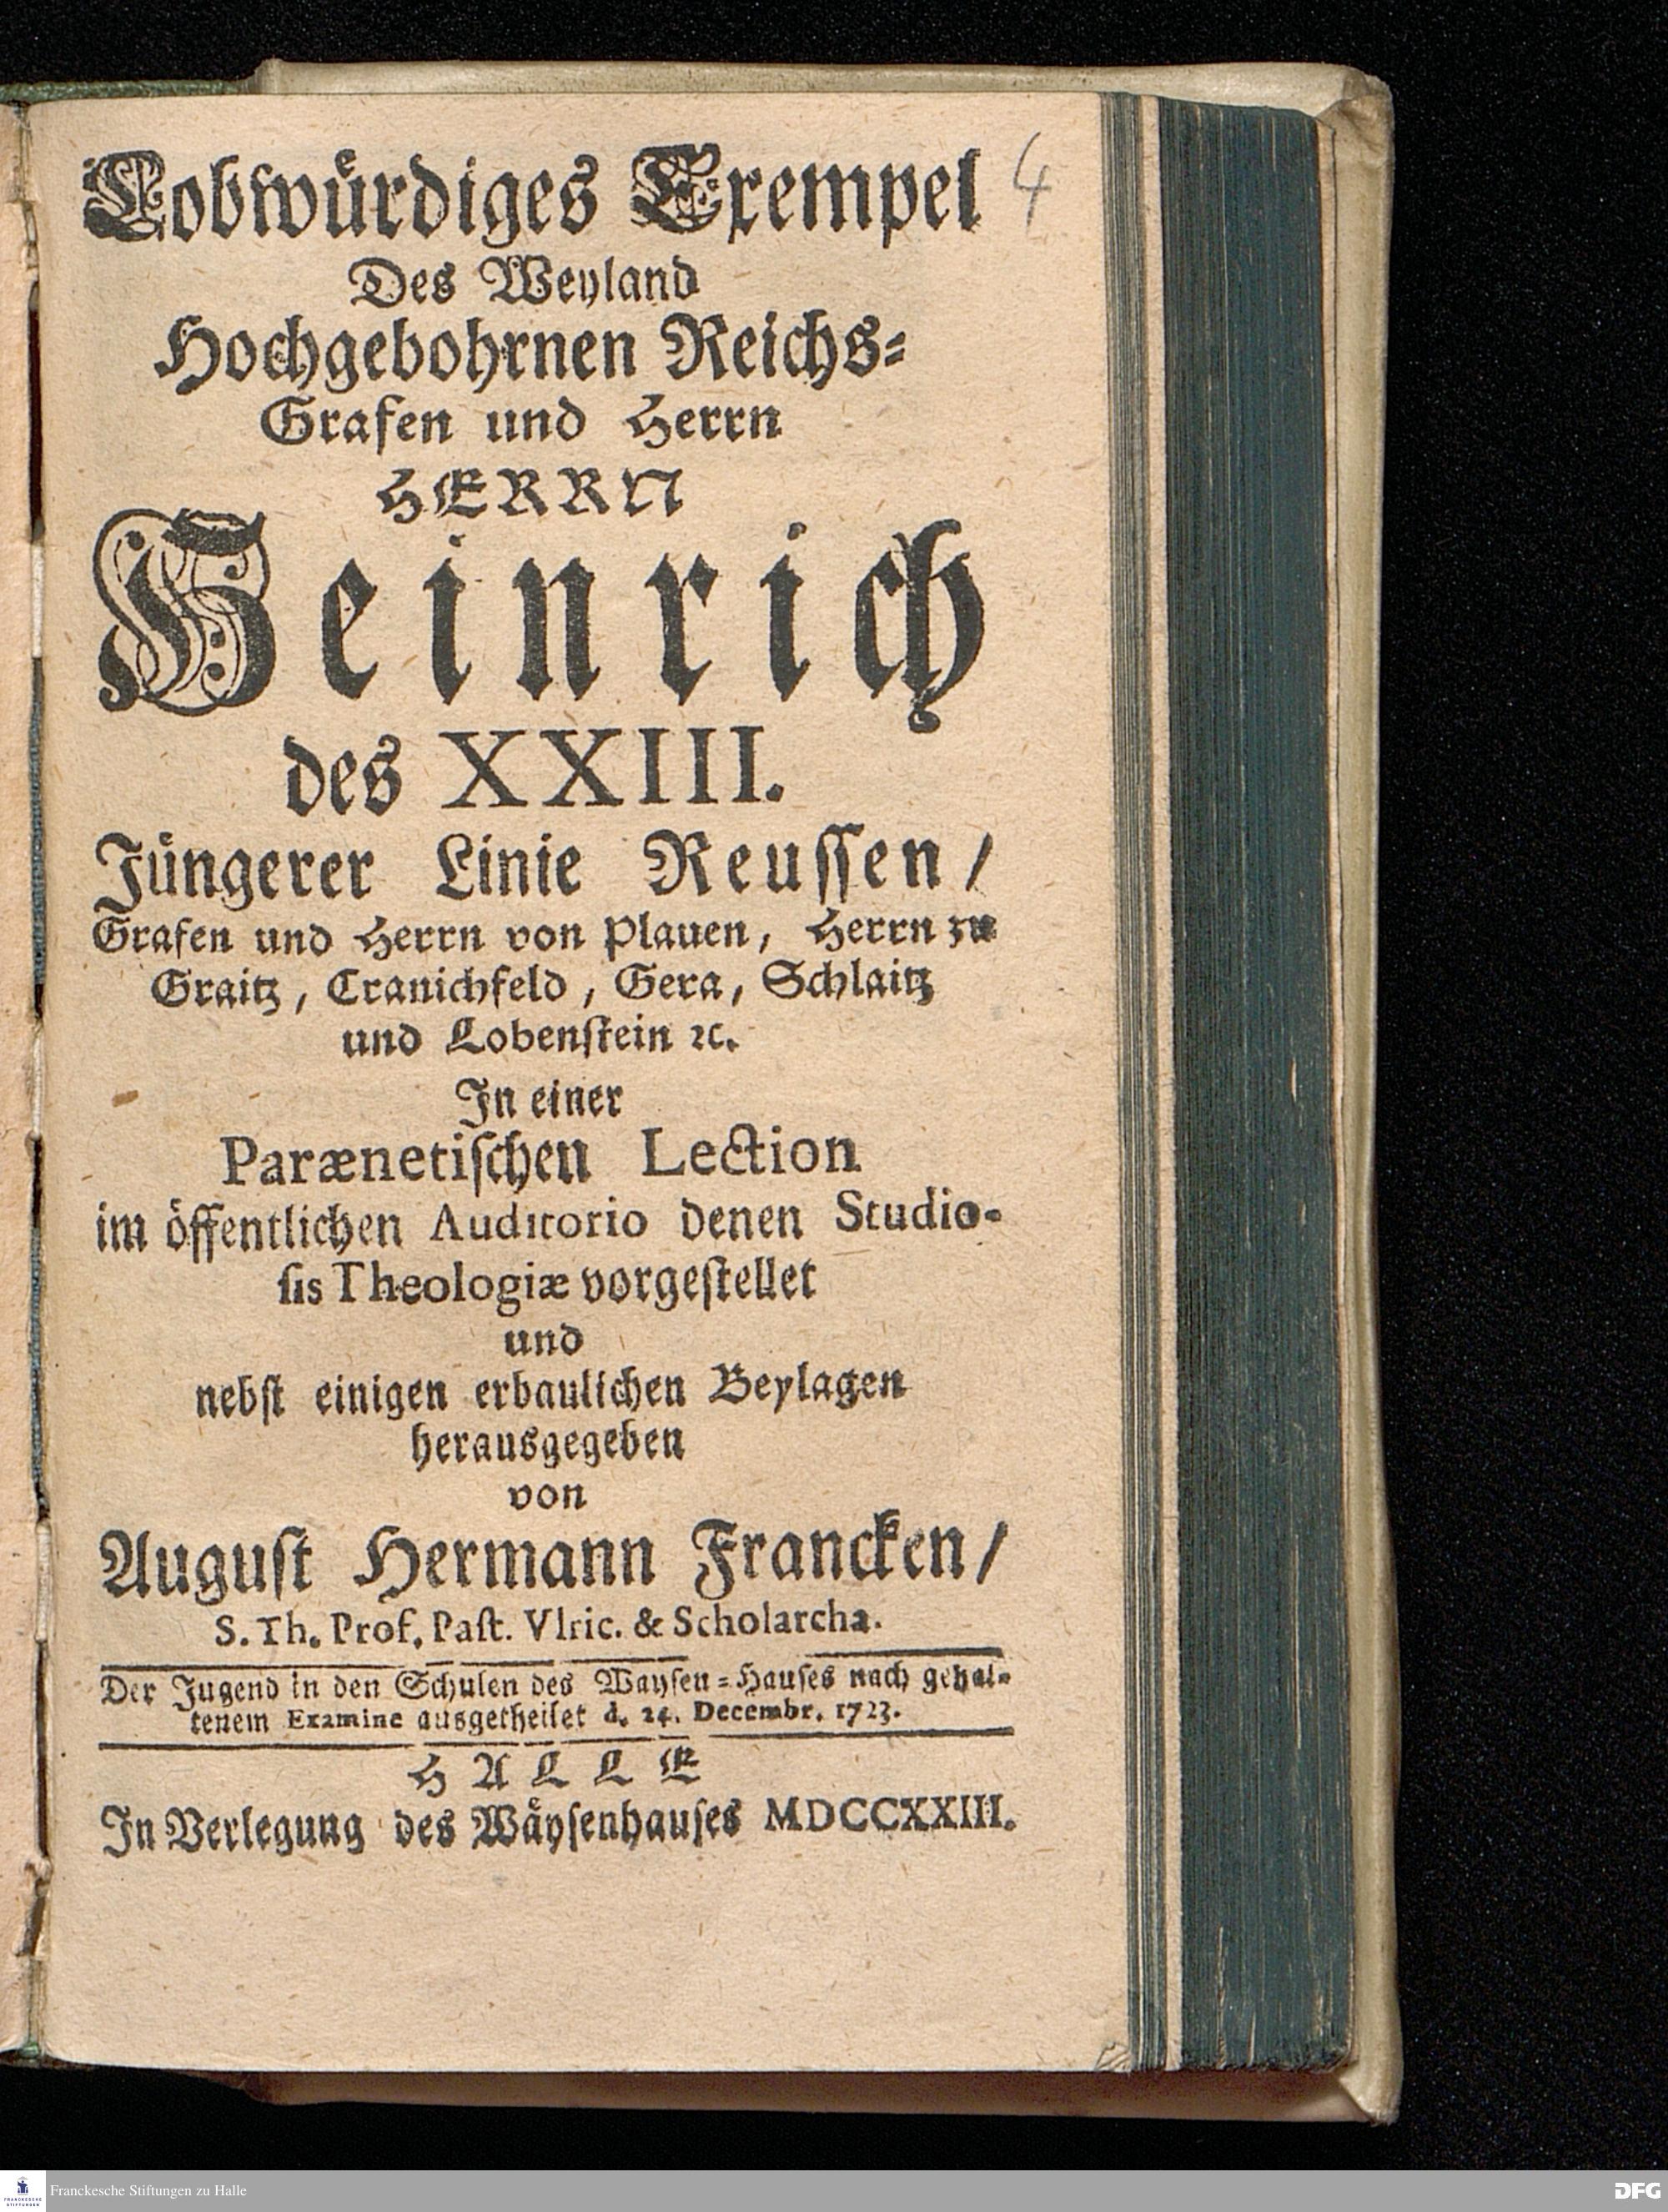 Lobwürdiges Exempel
4
Des Weyland
Hochgebohrnen Reichs-
Grafen und Herrn
HERRN
Heinrich
des XXIII.
Jüngerer Linie Reussen/
Grafen und Herrn von Plauen, Herrn zu
Graitz, Cranichfeld, Gera, Schlaitz
und Lobenstein ꝛc.
In einer
Parænetischen Lection
im öffentlichen Auditorio denen Studio-
sis Theologiæ vorgestellet
und
nebst einigen erbaulichen Beylagen
herausgegeben
von
August Hermann Francken/
S. Th. Prof. Past. Vlric. & Scholarcha.
Der Jugend in den Schulen des Waysen-Hauses nach gehal-
tenem Examine ausgetheilet d. 24. Decembr. 1723.
HALLE
In Verlegung des Wäysenhauses MDCCXXIII.
FRANCKESCHE STIFTUNGEN
Franckesche Stiftungen zu Halle
DFG